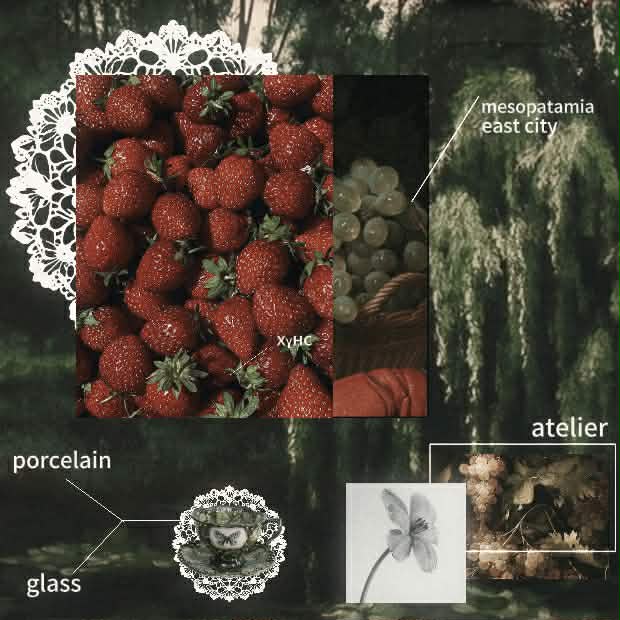 mesopatamia
east city
XγHC
atelier
porcelain
glass